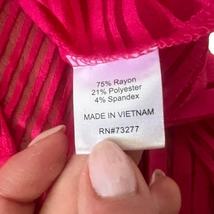 75% Rayon
21% Polyester
4% Spandex
MADE IN VIETNAM
RN#73277